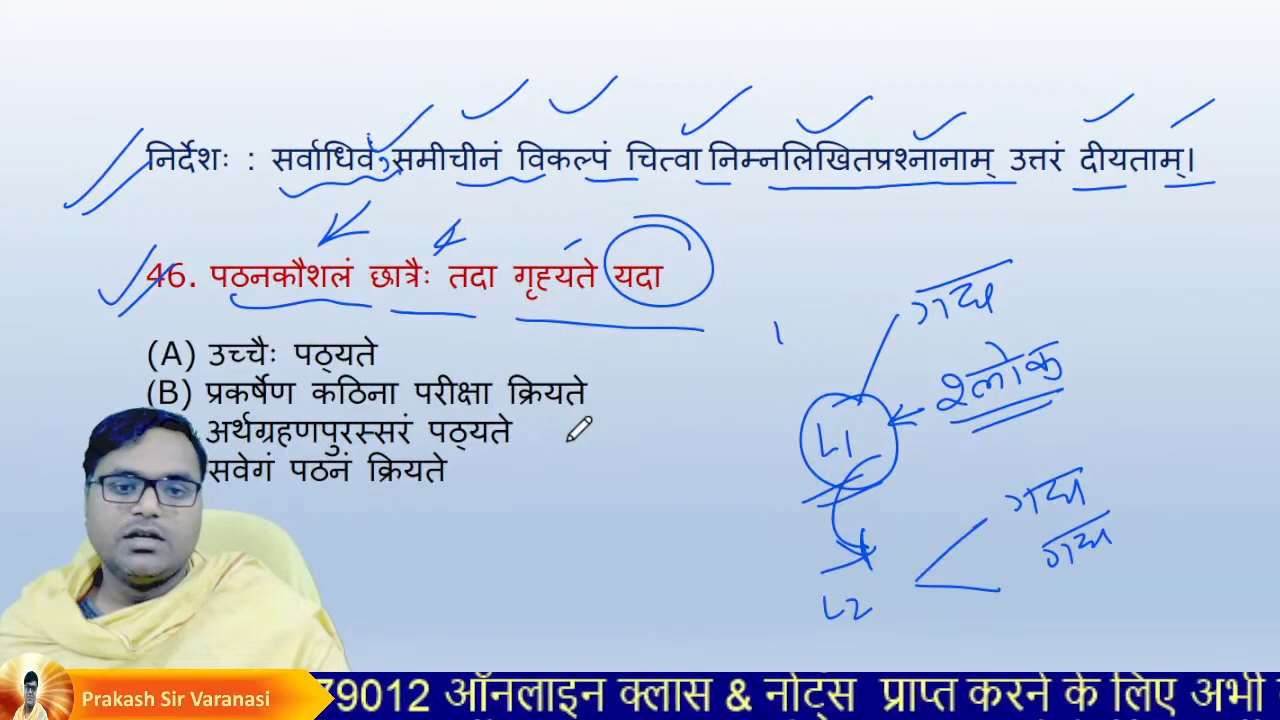 निर्देशः : सर्वाधिवं समीचीनं विकल्पं चित्वा निम्नलिखितप्रश्नानाम् उत्तरं दीयताम्।
46. पठनकौशलं छात्रैः तदा गृह्यते यदा
(A) उच्चैः पठ्यते
(B) प्रकर्षेण कठिना परीक्षा क्रियते
अर्थग्रहणपुरस्सरं पठ्यते
सवेगं पठनं क्रियते
गद्य
श्लोक
L1
गद्य
L2
Prakash Sir Varanasi
79012 ऑनलाइन क्लास & नोट्स प्राप्त करने के लिए अभी